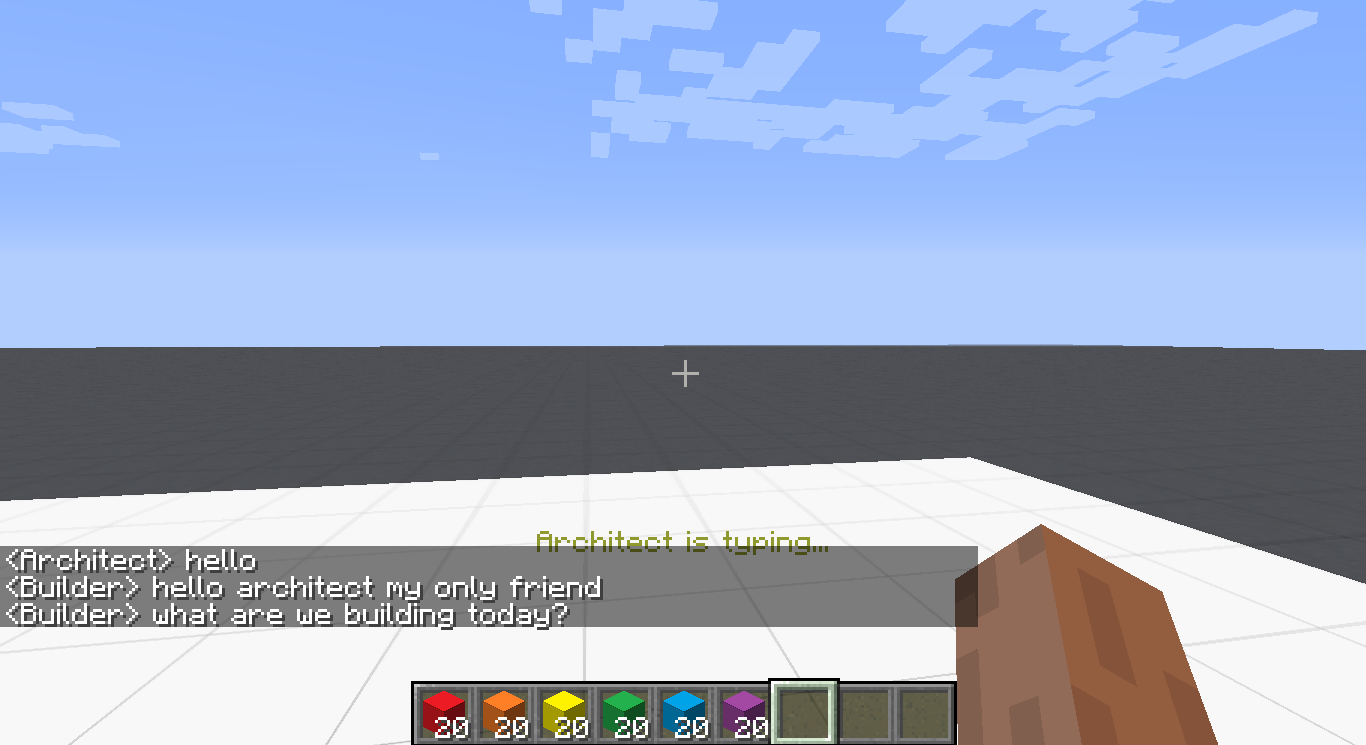 Architect is typing...
<Architect> hello
<Builder> hello architect my only friend
<Builder> what are we building today?
20 20 20 20 20 20